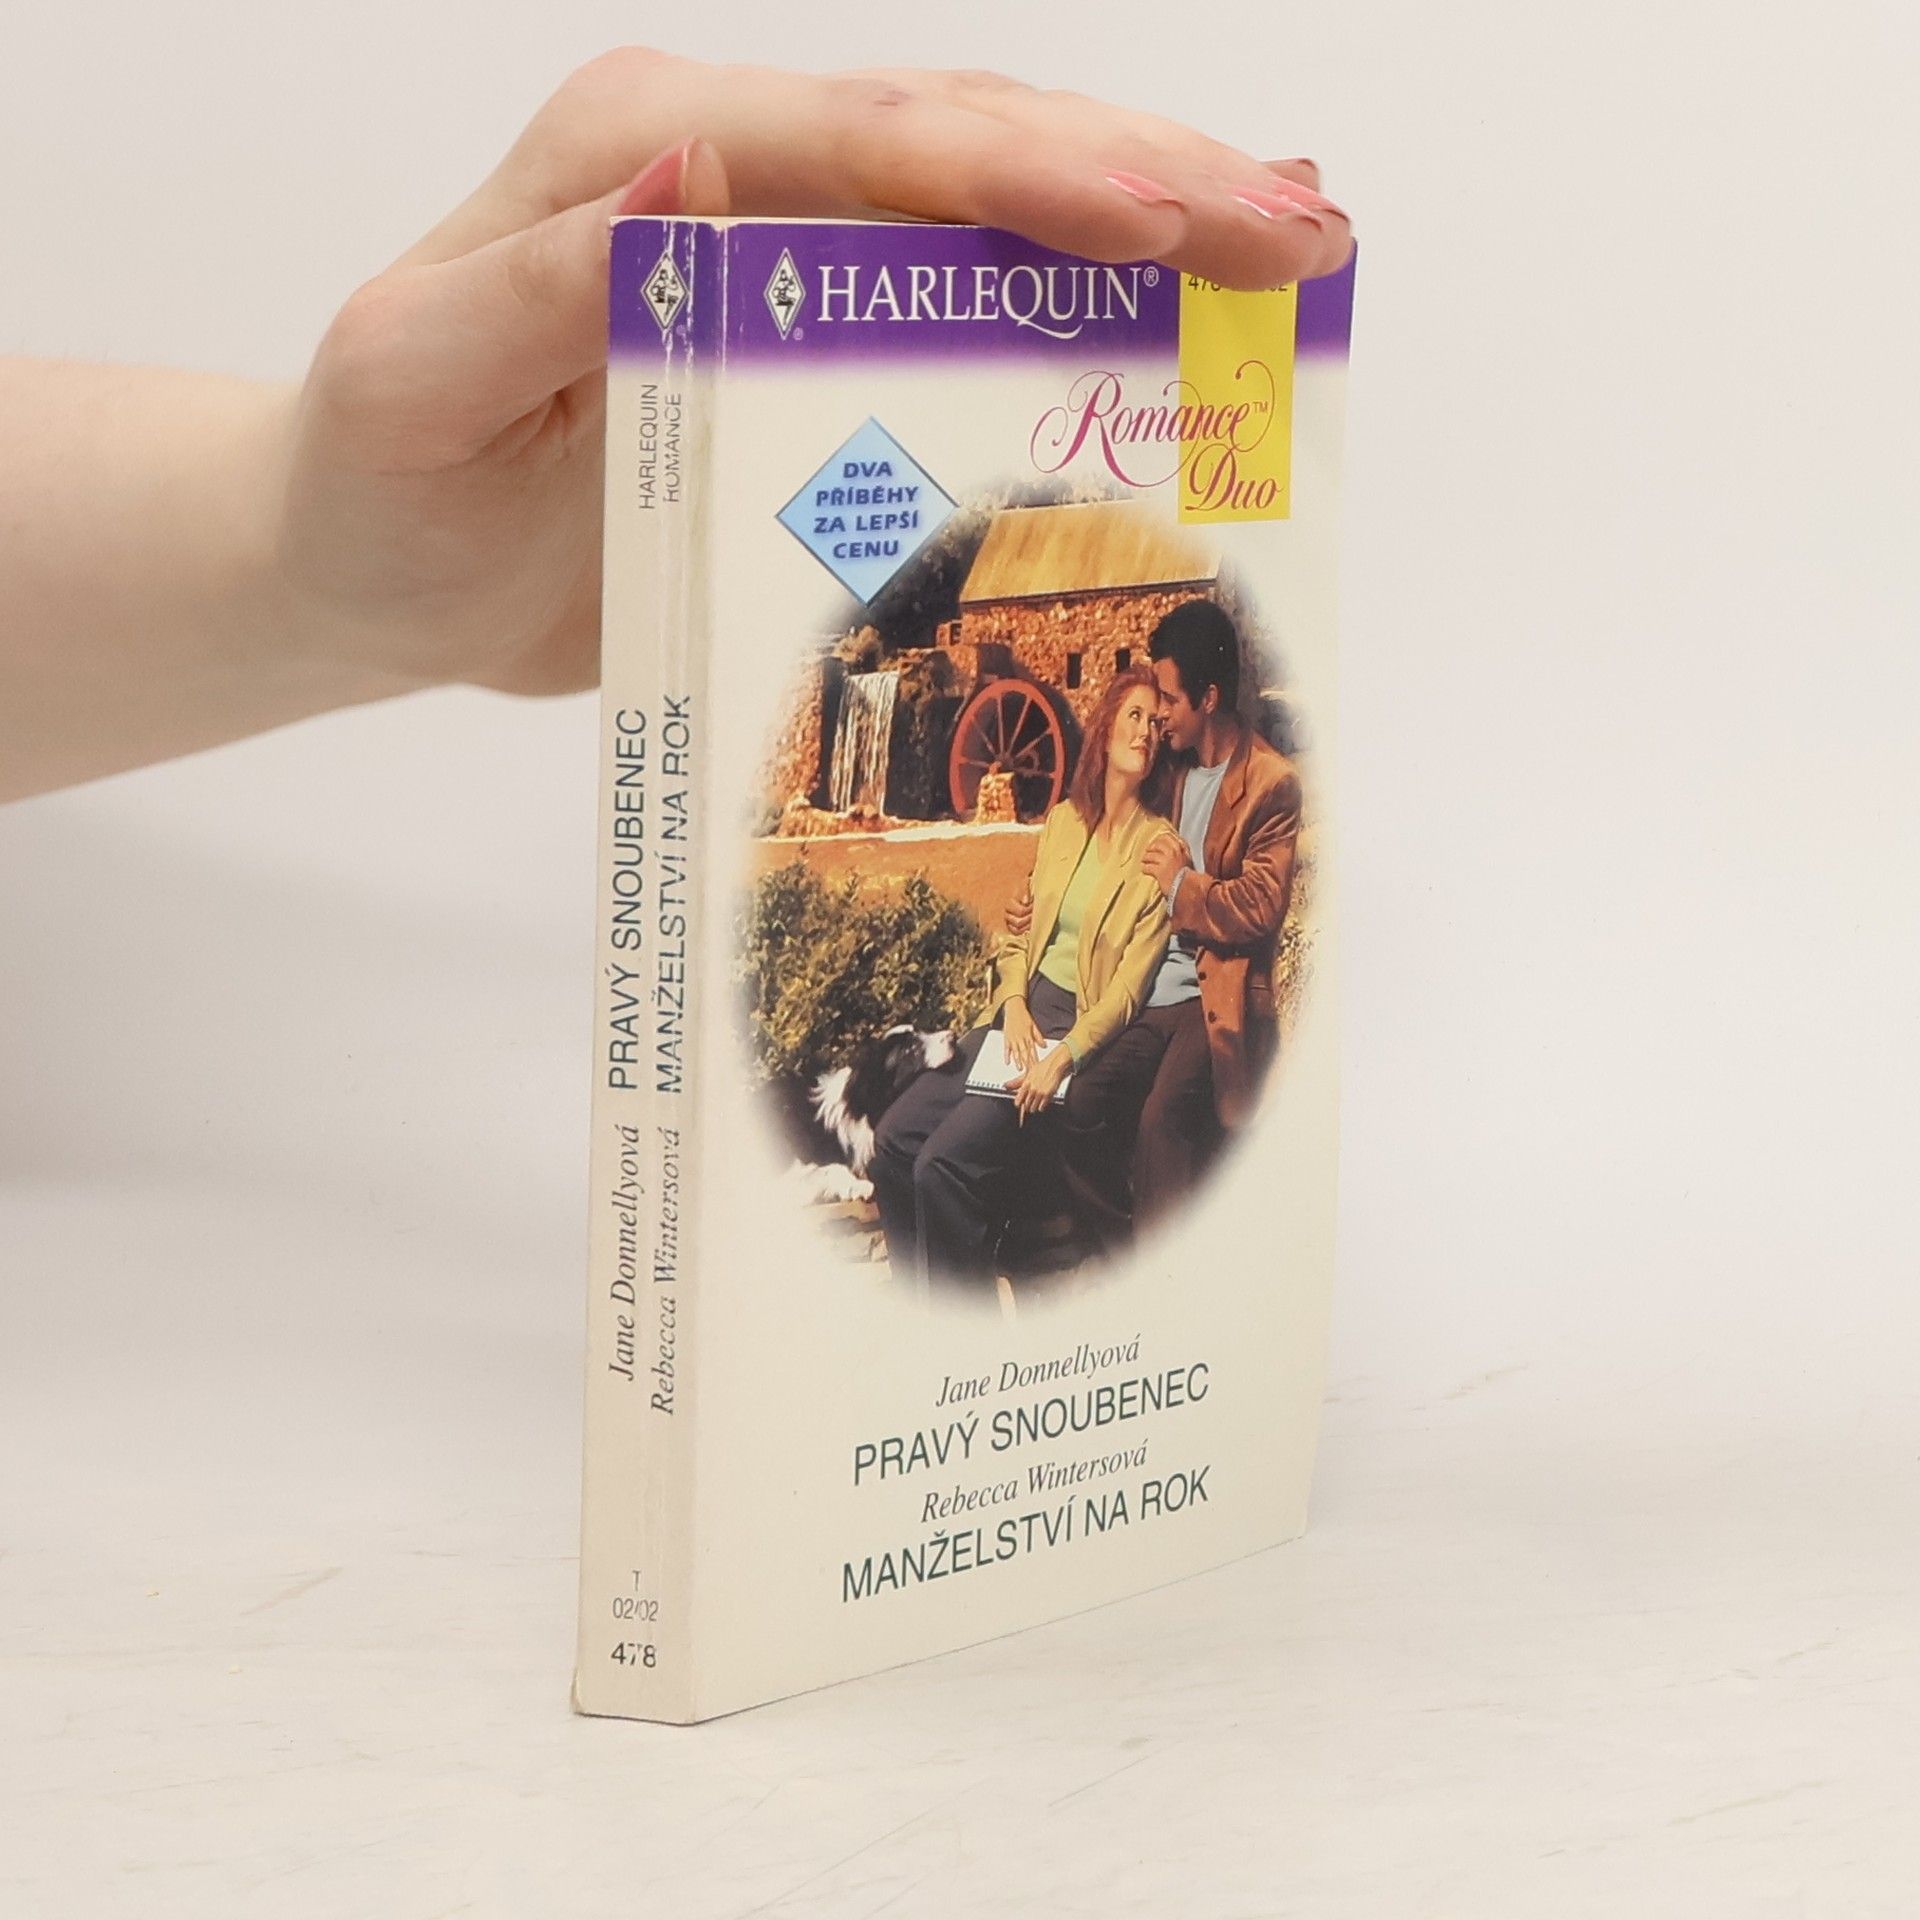 HARLEQUIN®
Romance™
Duo
DVA
PŘÍBĚHY
ZA LEPŠÍ
CENU
Jane Donnellyová
PRAVÝ SNOUBENEC
Rebecca Wintersová
MANŽELSTVÍ NA ROK
HARLEQUIN
ROMANCE
Jane Donnellyová PRAVÝ SNOUBENEC
Rebecca Wintersová MANŽELSTVÍ NA ROK
T
02/02
478